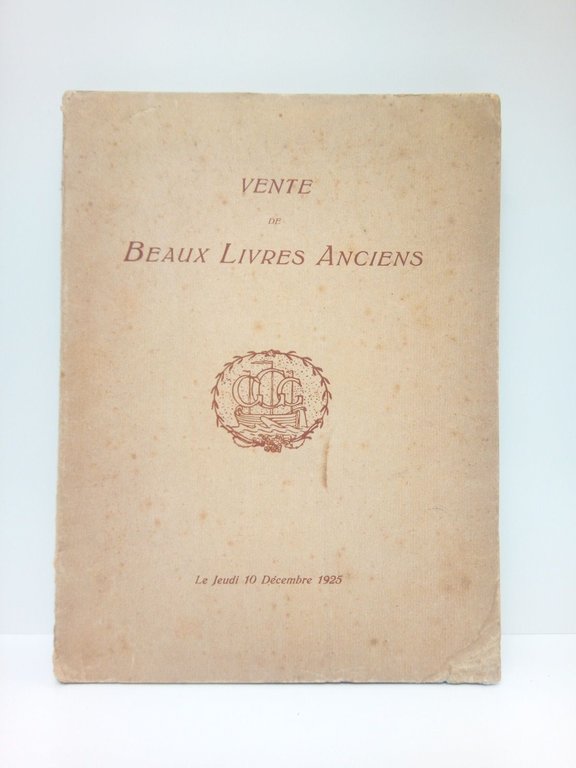 VENTE
DE
BEAUX LIVRES ANCIENS
Le Jeudi 10 Décembre 1925